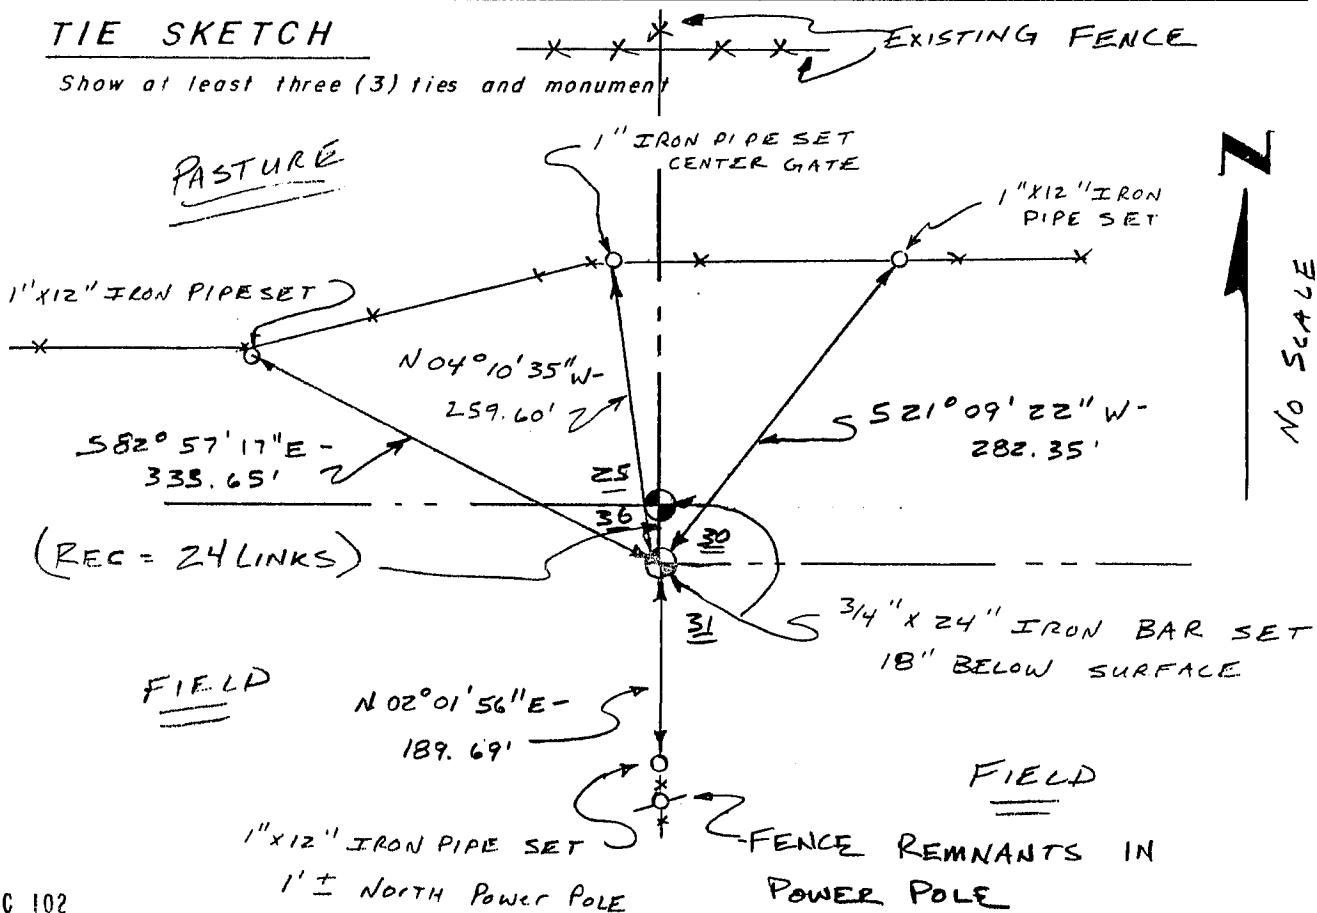 TIE SKETCH
Show at least three (3) ties and monument
EXISTING FENCE
PASTURE
1" IRON PIPE SET
CENTER GATE
N
1"X12" IRON
PIPE SET
1"X12" IRON PIPE SET
NO SCALE
N 04° 10' 35" W-
259.60'
S 21° 09' 22" W-
282.35'
S 82° 57' 17" E -
333.65'
25
36
30
(REC = 24 LINKS)
31
3/4" X 24" IRON BAR SET
18" BELOW SURFACE
FIELD
N 02° 01' 56" E -
189.69'
FIELD
1" X 12" IRON PIPE SET
1' ± NORTH POWER POLE
FENCE REMNANTS IN
POWER POLE
C 102